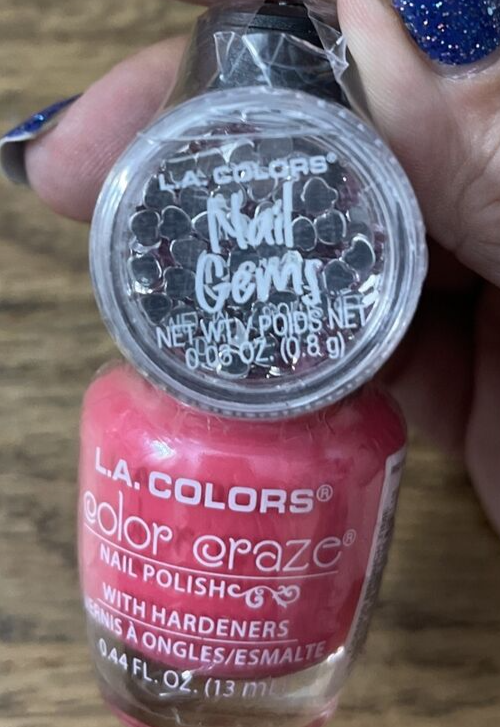 L.A. COLORS®
Nail
Gems
NET WT. / POIDS NET
0.03 OZ. (0.8 g)
L.A. COLORS®
color craze®
NAIL POLISH
WITH HARDENERS
VERNIS À ONGLES/ESMALTE
0.44 FL. OZ. (13 mL